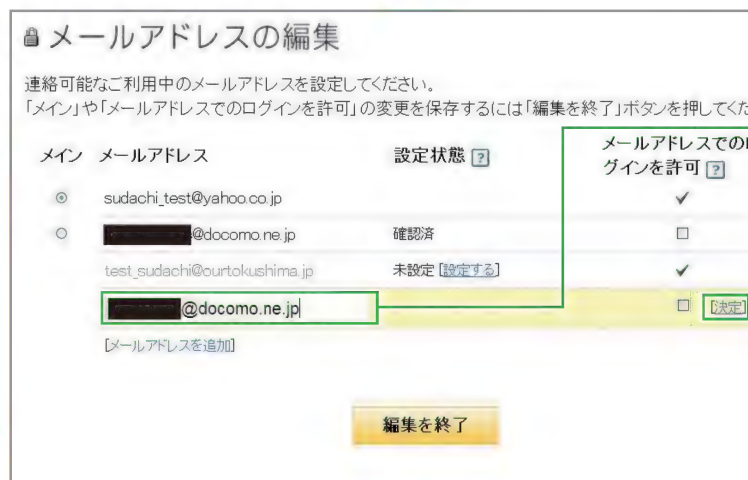 メールアドレスの編集
連絡可能なご利用中のメールアドレスを設定してください。
「メイン」や「メールアドレスでのログインを許可」の変更を保存するには「編集を終了」ボタンを押してくだ
メイン メールアドレス 設定状態 ? メールアドレスでのロ
グインを許可 ?
sudachi_test@yahoo.co.jp
@docomo.ne.jp 確認済
test_sudachi@ourtokushima.jp 未設定 [設定する]
@docomo.ne.jp [決定]
[メールアドレスを追加]
編集を終了